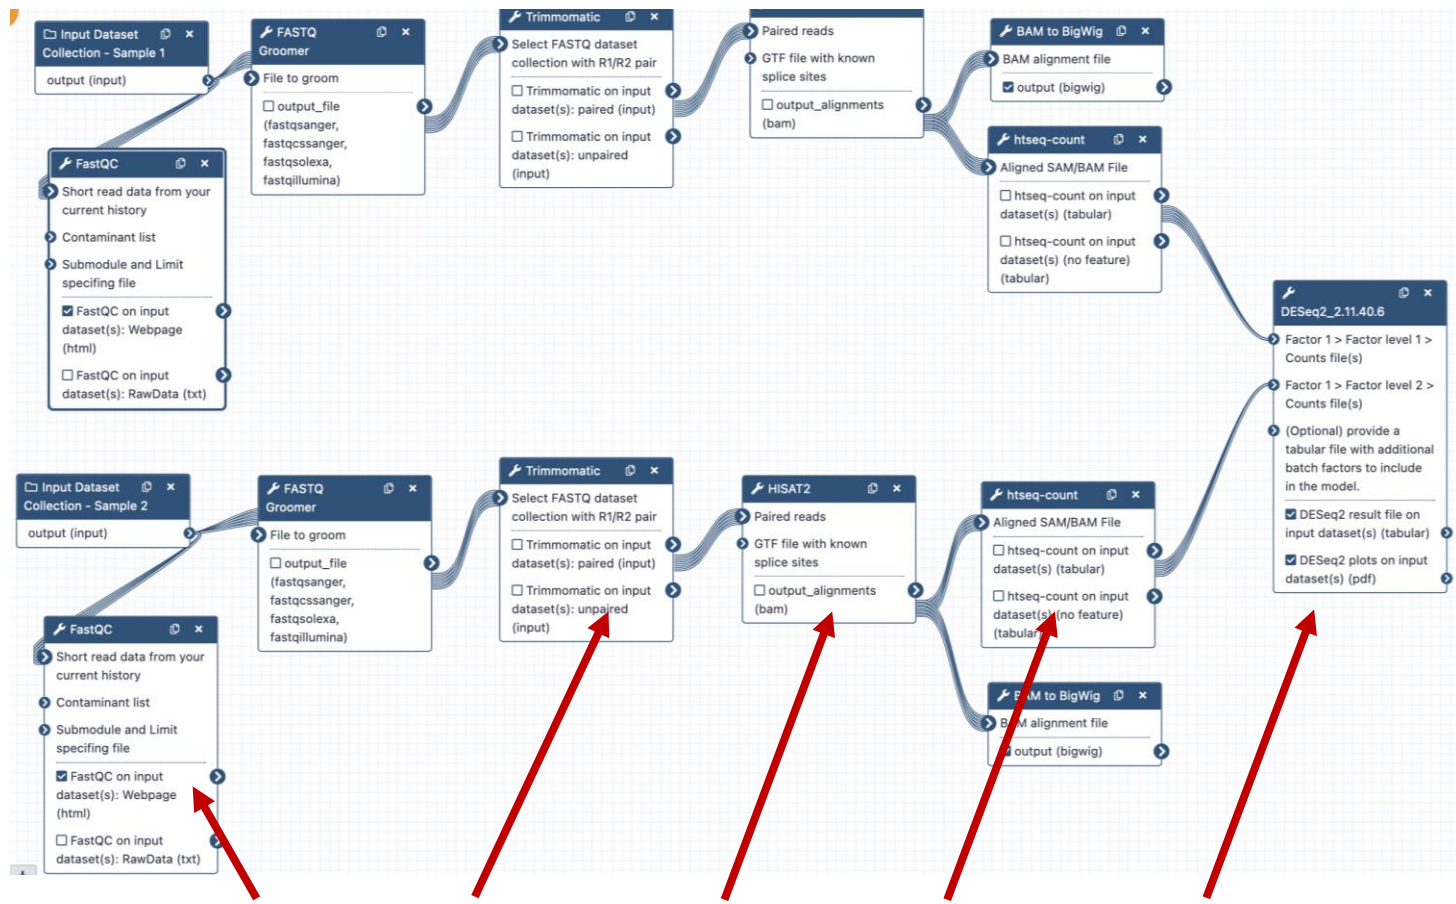 Input Dataset
Collection - Sample 1
output (input)
FASTQ
Groomer
File to groom
output_file
(fastqsanger,
fastqcssanger,
fastqsolexa,
fastqillumina)
Trimmomatic
Select FASTQ dataset
collection with R1/R2 pair
Trimmomatic on input
dataset(s): paired (input)
Trimmomatic on input
dataset(s): unpaired
(input)
Paired reads
GTF file with known
splice sites
output_alignments
(bam)
BAM to BigWig
BAM alignment file
output (bigwig)
htseq-count
Aligned SAM/BAM File
htseq-count on input
dataset(s) (tabular)
htseq-count on input
dataset(s) (no feature)
(tabular)
FastQC
Short read data from your
current history
Contaminant list
Submodule and Limit
specifing file
FastQC on input
dataset(s): Webpage
(html)
FastQC on input
dataset(s): RawData (txt)
DESeq2_2.11.40.6
Factor 1 > Factor level 1 >
Counts file(s)
Factor 1 > Factor level 2 >
Counts file(s)
(Optional) provide a
tabular file with additional
batch factors to include
in the model.
DESeq2 result file on
input dataset(s) (tabular)
DESeq2 plots on input
dataset(s) (pdf)
Input Dataset
Collection - Sample 2
output (input)
FASTQ
Groomer
File to groom
output_file
(fastqsanger,
fastqcssanger,
fastqsolexa,
fastqillumina)
Trimmomatic
Select FASTQ dataset
collection with R1/R2 pair
Trimmomatic on input
dataset(s): paired (input)
Trimmomatic on input
dataset(s): unpaired
(input)
HISAT2
Paired reads
GTF file with known
splice sites
output_alignments
(bam)
htseq-count
Aligned SAM/BAM File
htseq-count on input
dataset(s) (tabular)
htseq-count on input
dataset(s) (no feature)
(tabular)
BAM to BigWig
BAM alignment file
output (bigwig)
FastQC
Short read data from your
current history
Contaminant list
Submodule and Limit
specifing file
FastQC on input
dataset(s): Webpage
(html)
FastQC on input
dataset(s): RawData (txt)